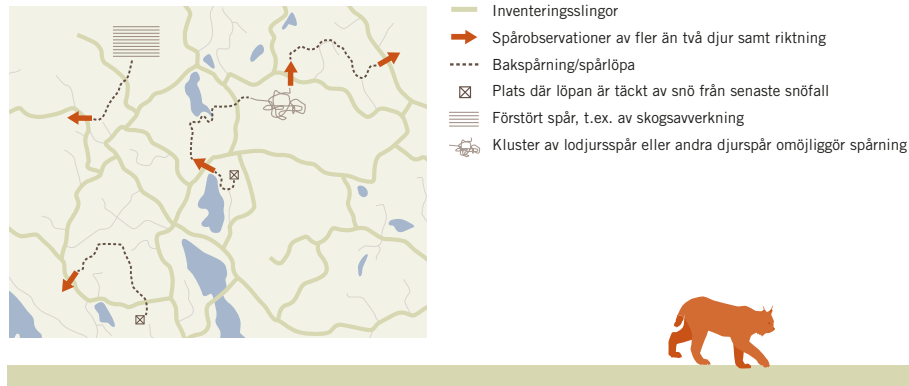 Inventeringsslingor
Spårobservationer av fler än två djur samt riktning
Bakspårning/spårlöpa
Plats där löpan är täckt av snö från senaste snöfall
Förstört spår, t.ex. av skogsavverkning
Kluster av lodjursspår eller andra djurspår omöjliggör spårning